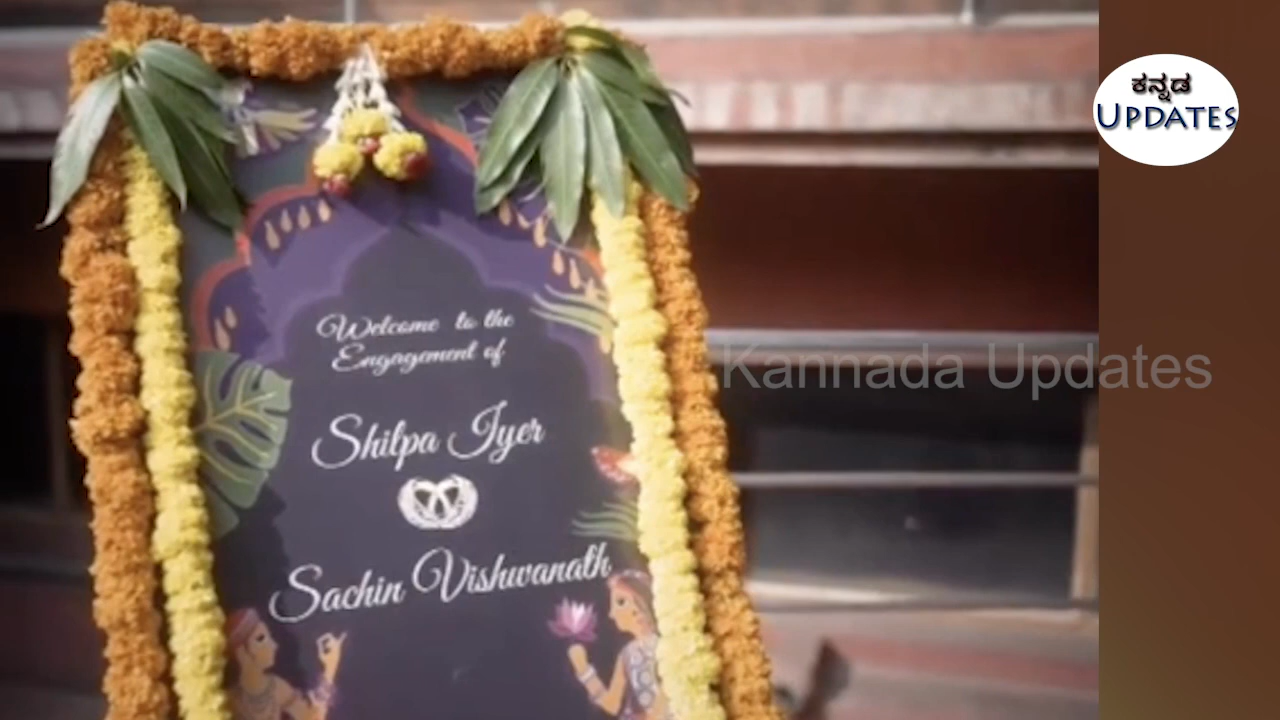 ಕನ್ನಡ
UPDATES
Welcome to the
Engagement of
Kannada Updates
Shilpa Iyer
Sachin Vishwanath